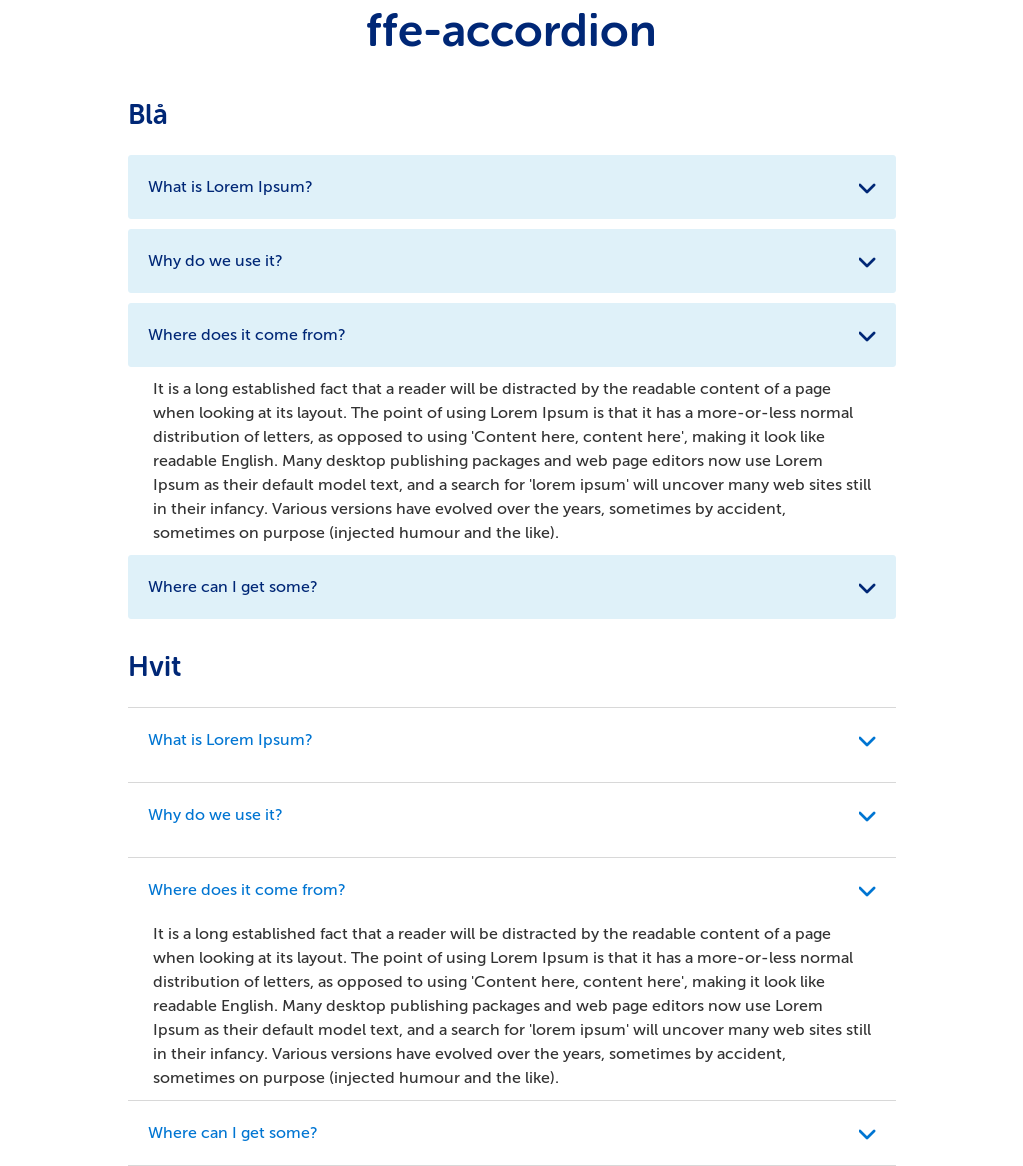 ffe-accordion
Blå
What is Lorem Ipsum?
Why do we use it?
Where does it come from?
It is a long established fact that a reader will be distracted by the readable content of a page
when looking at its layout. The point of using Lorem Ipsum is that it has a more-or-less normal
distribution of letters, as opposed to using 'Content here, content here', making it look like
readable English. Many desktop publishing packages and web page editors now use Lorem
Ipsum as their default model text, and a search for 'lorem ipsum' will uncover many web sites still
in their infancy. Various versions have evolved over the years, sometimes by accident,
sometimes on purpose (injected humour and the like).
Where can I get some?
Hvit
What is Lorem Ipsum?
Why do we use it?
Where does it come from?
It is a long established fact that a reader will be distracted by the readable content of a page
when looking at its layout. The point of using Lorem Ipsum is that it has a more-or-less normal
distribution of letters, as opposed to using 'Content here, content here', making it look like
readable English. Many desktop publishing packages and web page editors now use Lorem
Ipsum as their default model text, and a search for 'lorem ipsum' will uncover many web sites still
in their infancy. Various versions have evolved over the years, sometimes by accident,
sometimes on purpose (injected humour and the like).
Where can I get some?